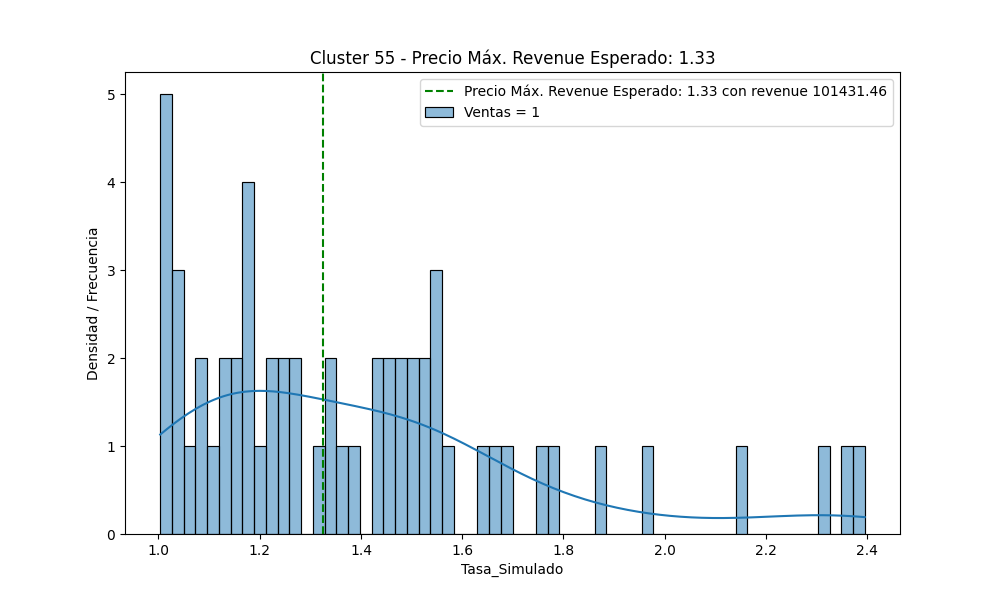 Cluster 55 - Precio Máx. Revenue Esperado: 1.33
Precio Máx. Revenue Esperado: 1.33 con revenue 101431.46
Ventas = 1
Densidad / Frecuencia
5
4
3
2
1
0
1.0 1.2 1.4 1.6 1.8 2.0 2.2 2.4
Tasa_Simulado